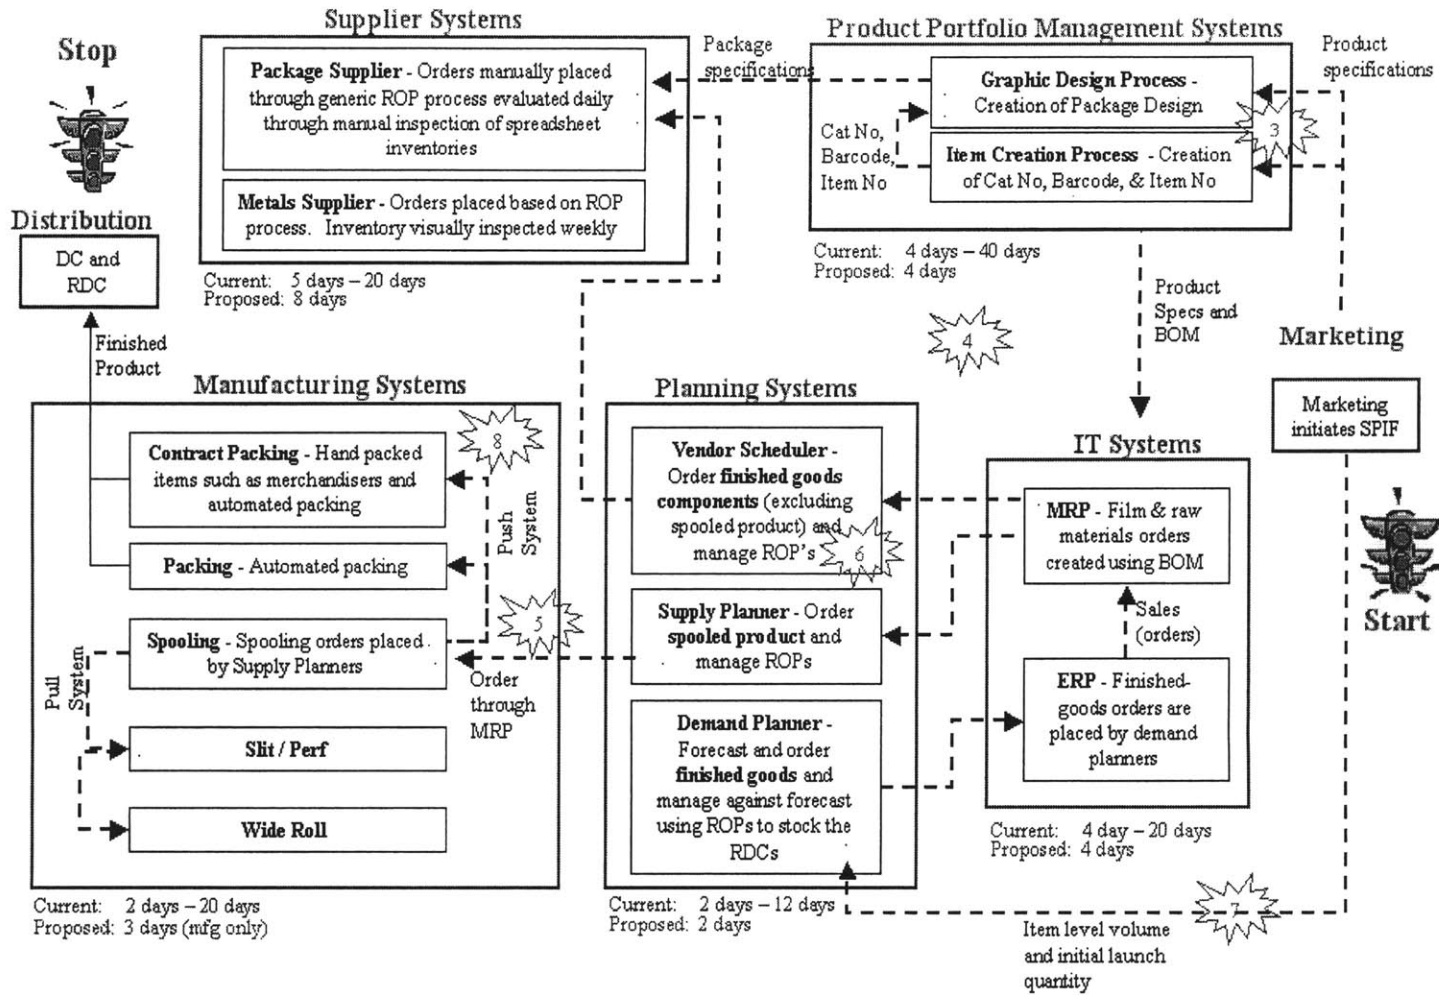 Supplier Systems
Product Portfolio Management Systems
Stop
Package Supplier - Orders manually placed
through generic ROP process evaluated daily
through manual inspection of spreadsheet
inventories
Metals Supplier - Orders placed based on ROP
process. Inventory visually inspected weekly
Current: 5 days – 20 days
Proposed: 8 days
Package
specifications
Graphic Design Process -
Creation of Package Design
Cat No,
Barcode,
Item No
Item Creation Process - Creation
of Cat No, Barcode, & Item No
3
Product
specifications
Current: 4 days – 40 days
Proposed: 4 days
Distribution
DC and
RDC
Finished
Product
4
Product
Specs and
BOM
Marketing
Marketing
initiates SPIF
Start
Manufacturing Systems
Contract Packing - Hand packed
items such as merchandisers and
automated packing
8
Packing - Automated packing
Push
System
Spooling - Spooling orders placed
by Supply Planners
5
Pull
System
Slit / Perf
Wide Roll
Order
through
MRP
Current: 2 days – 20 days
Proposed: 3 days (mfg only)
Planning Systems
Vendor Scheduler -
Order finished goods
components (excluding
spooled product) and
manage ROP's
6
Supply Planner - Order
spooled product and
manage ROPs
Demand Planner -
Forecast and order
finished goods and
manage against forecast
using ROPs to stock the
RDCs
Current: 2 days – 12 days
Proposed: 2 days
IT Systems
MRP - Film & raw
materials orders
created using BOM
Sales
(orders)
ERP - Finished-
goods orders are
placed by demand
planners
Current: 4 day – 20 days
Proposed: 4 days
7
Item level volume
and initial launch
quantity